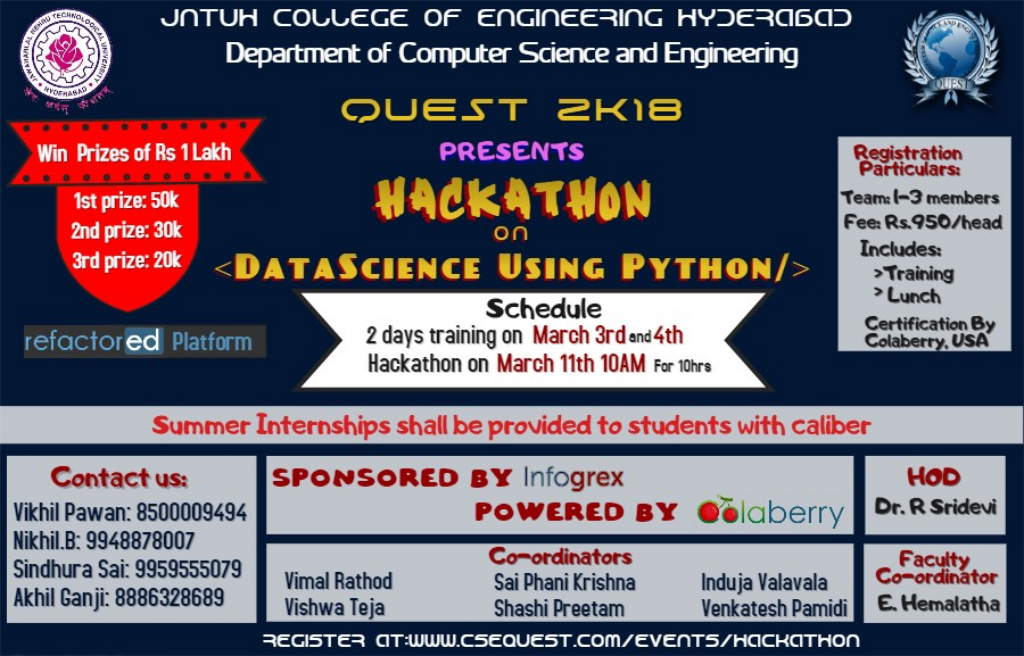 JNTUH COLLEGE OF ENGINEERING HYDERABAD
Department of Computer Science and Engineering
JAWAHARLAL NEHRU TECHNOLOGICAL UNIVERSITY
HYDERABAD
QUEST
QUEST 2K18
PRESENTS
HACKATHON
on
<DATASCIENCE USING PYTHON/>
Win Prizes of Rs 1 Lakh
1st prize: 50k
2nd prize: 30k
3rd prize: 20k
refactored Platform
Schedule
2 days training on March 3rd and 4th
Hackathon on March 11th 10AM For 10hrs
Registration
Particulars:
Team: 1-3 members
Fee: Rs.950/head
Includes:
>Training
> Lunch
Certification By
Colaberry, USA
Summer Internships shall be provided to students with caliber
Contact us:
Vikhil Pawan: 8500009494
Nikhil.B: 9948878007
Sindhura Sai: 9959555079
Akhil Ganji: 8886328689
SPONSORED BY Infogrex
POWERED BY Colaberry
Co-ordinators
Vimal Rathod Sai Phani Krishna Induja Valavala
Vishwa Teja Shashi Preetam Venkatesh Pamidi
HOD
Dr. R Sridevi
Faculty
Co-ordinator
E. Hemalatha
REGISTER AT:WWW.CSEQUEST.COM/EVENTS/HACKATHON